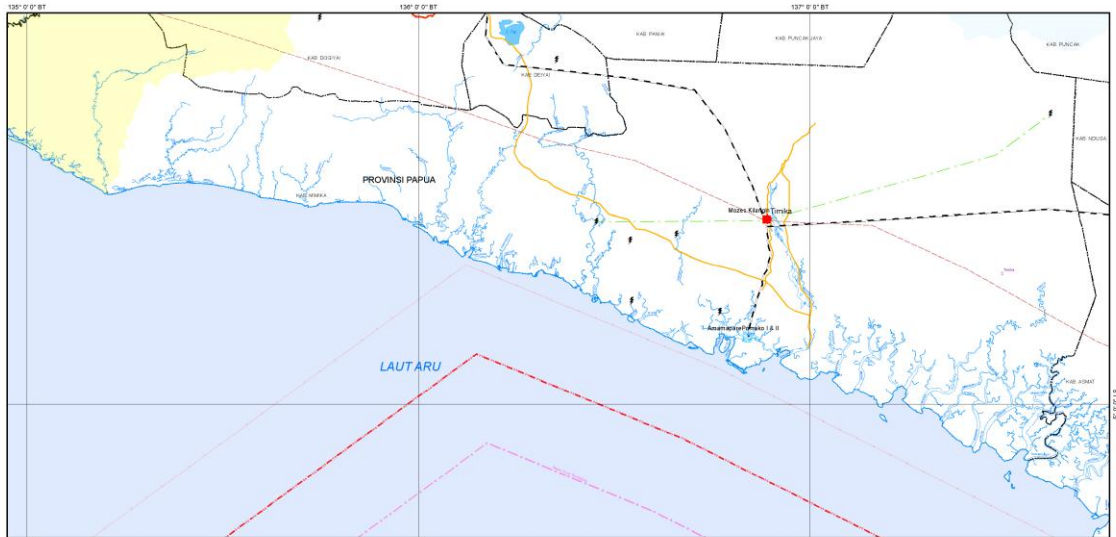 135° 0' 0" BT
136° 0' 0" BT
137° 0' 0" BT
KAB PANIAI
KAB PUNCAK JAYA
KAB PUNCAK
KAB DOGIYAI
KAB DEIYAI
KAB NDUGA
PROVINSI PAPUA
KAB MIMIKA
Mozes Kilangin
Timika
Timika
Amamapare
Pomako I & II
LAUT ARU
KAB ASMAT